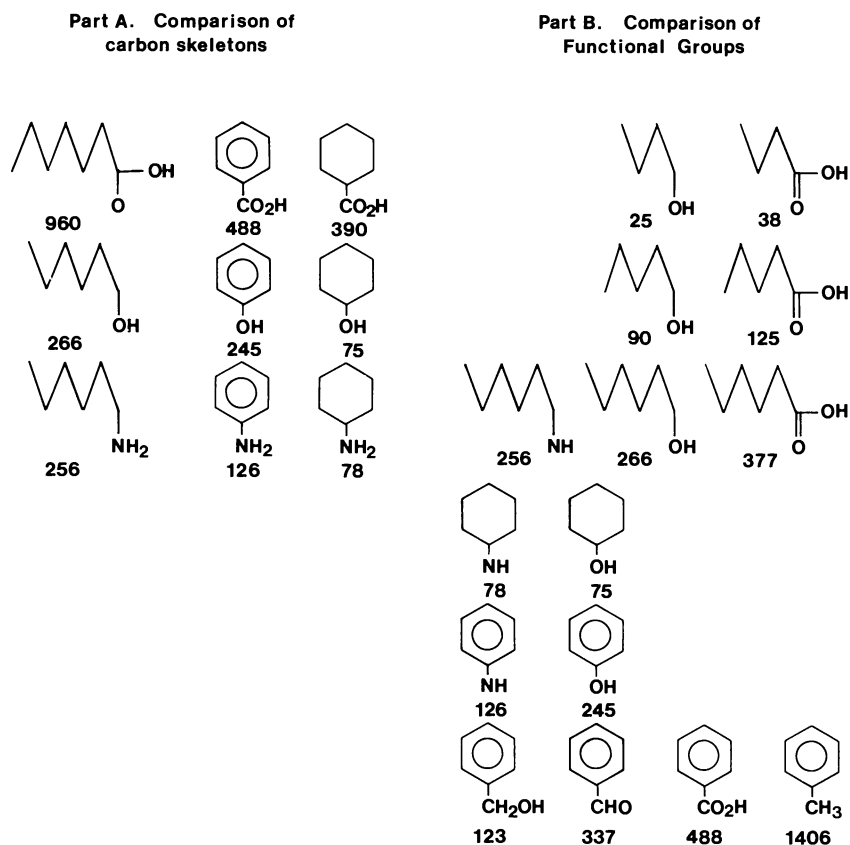 Part A. Comparison of
carbon skeletons
Part B. Comparison of
Functional Groups
OH
O
960
CO2H
488
CO2H
390
OH
266
OH
245
OH
75
NH2
256
NH2
126
NH2
78
OH
25
OH
O
38
OH
90
OH
O
125
NH
256
OH
266
OH
O
377
NH
78
OH
75
NH
126
OH
245
CH2OH
123
CHO
337
CO2H
488
CH3
1406